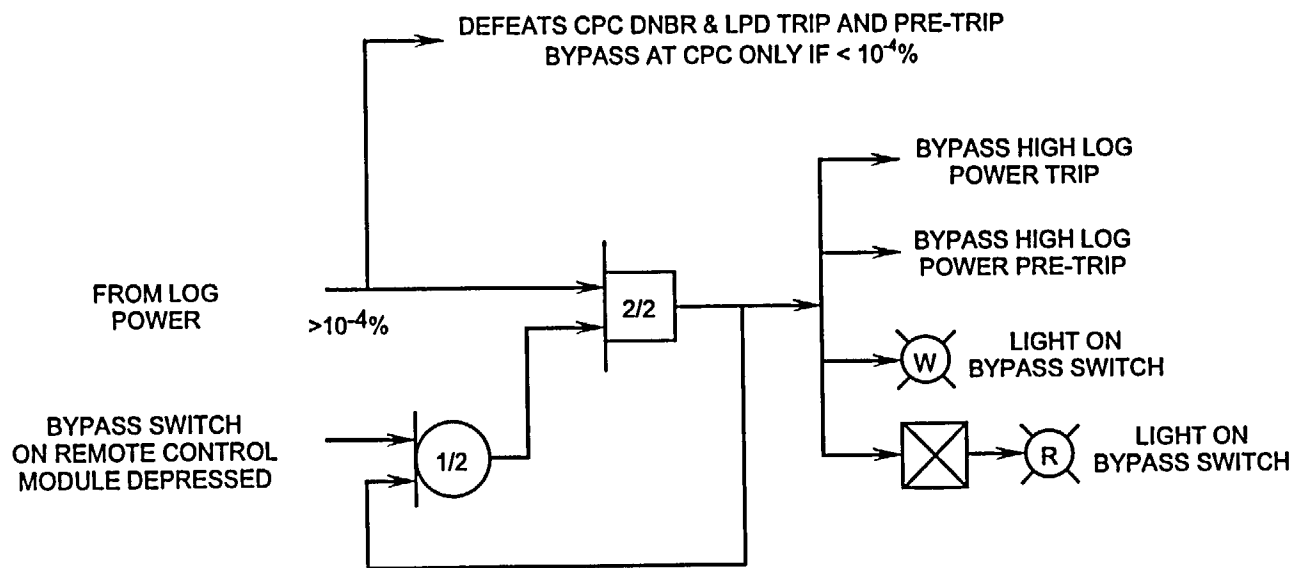 DEFEATS CPC DNBR & LPD TRIP AND PRE-TRIP
BYPASS AT CPC ONLY IF < 10⁻⁴%
BYPASS HIGH LOG
POWER TRIP
BYPASS HIGH LOG
POWER PRE-TRIP
FROM LOG
POWER
>10⁻⁴%
2/2
W
LIGHT ON
BYPASS SWITCH
BYPASS SWITCH
ON REMOTE CONTROL
MODULE DEPRESSED
1/2
R
LIGHT ON
BYPASS SWITCH